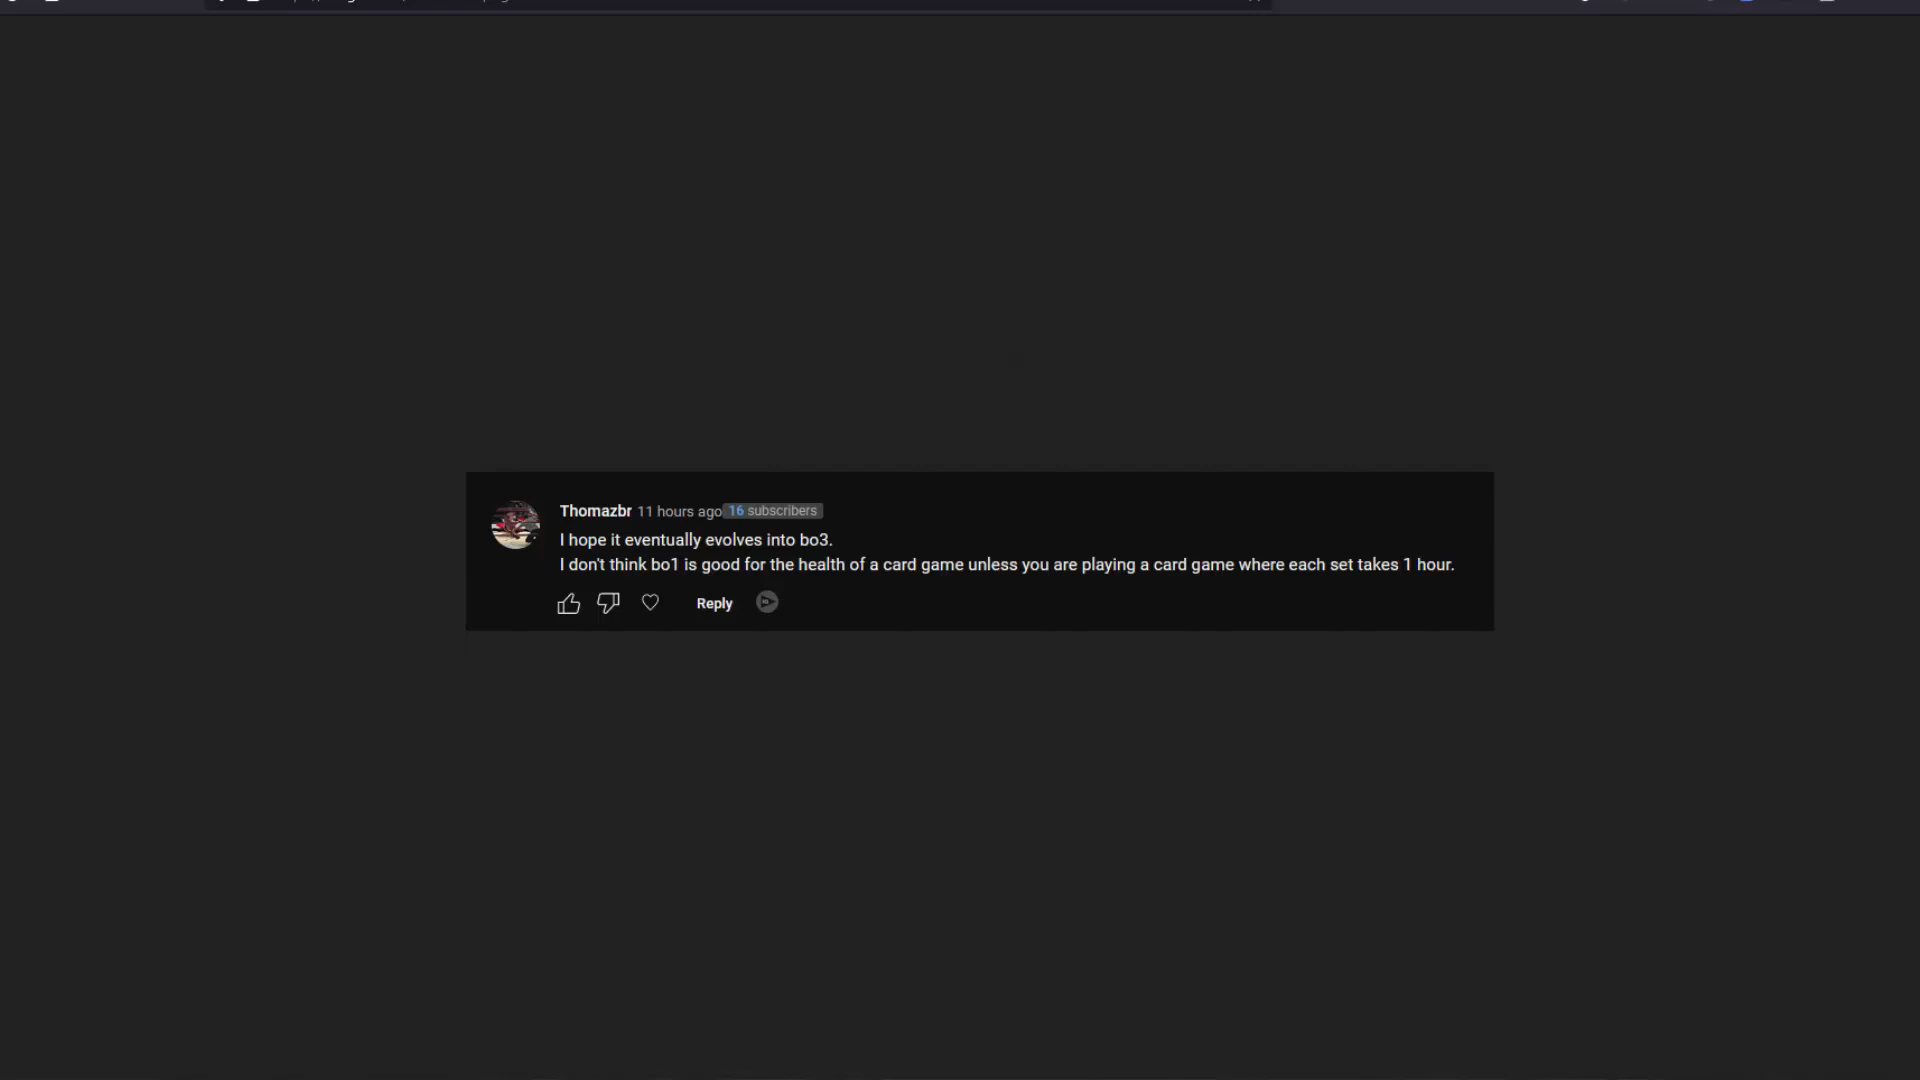 Thomazbr 11 hours ago 16 subscribers
I hope it eventually evolves into bo3.
I don't think bo1 is good for the health of a card game unless you are playing a card game where each set takes 1 hour.
Reply